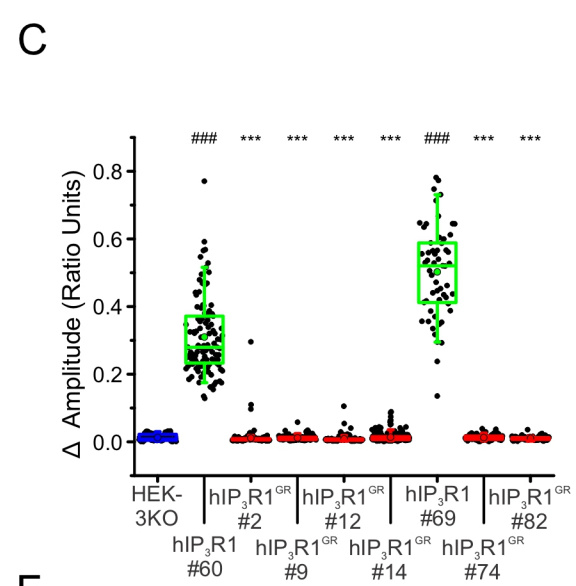 C
### *** *** *** *** ### *** ***
Δ Amplitude (Ratio Units)
0.8
0.6
0.4
0.2
0.0
HEK-
3KO
hIP₃R1
#60
hIP₃R1ᴳᴿ
#2
hIP₃R1ᴳᴿ
#9
hIP₃R1ᴳᴿ
#12
hIP₃R1ᴳᴿ
#14
hIP₃R1
#69
hIP₃R1ᴳᴿ
#74
hIP₃R1ᴳᴿ
#82